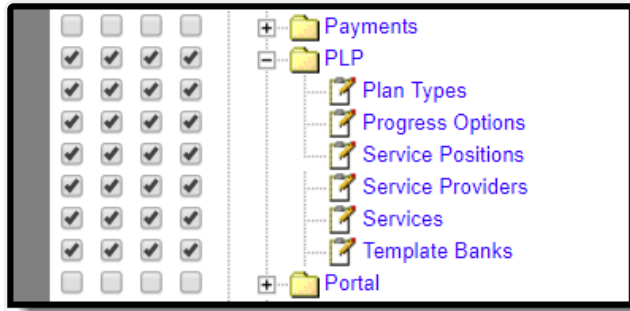 Payments
PLP
Plan Types
Progress Options
Service Positions
Service Providers
Services
Template Banks
Portal